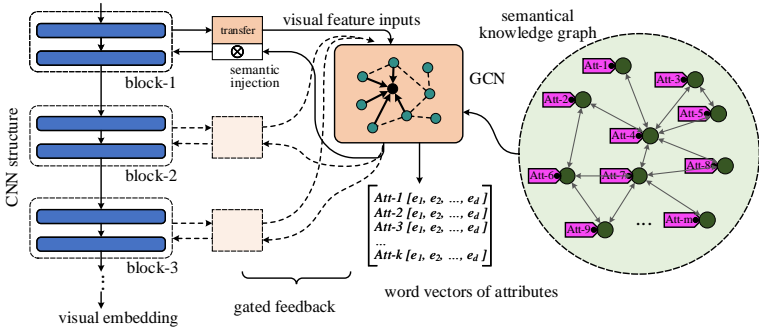 CNN structure
block-1
block-2
block-3
visual embedding
transfer
⊗
semantic
injection
visual feature inputs
GCN
gated feedback
Att-1 [e1, e2, ..., ed ]
Att-2 [e1, e2, ..., ed ]
Att-3 [e1, e2, ..., ed ]
...
Att-k [e1, e2, ..., ed ]
word vectors of attributes
semantical
knowledge graph
Att-1
Att-3
Att-2
Att-5
Att-4
Att-8
Att-6
Att-7
Att-m
Att-9
...